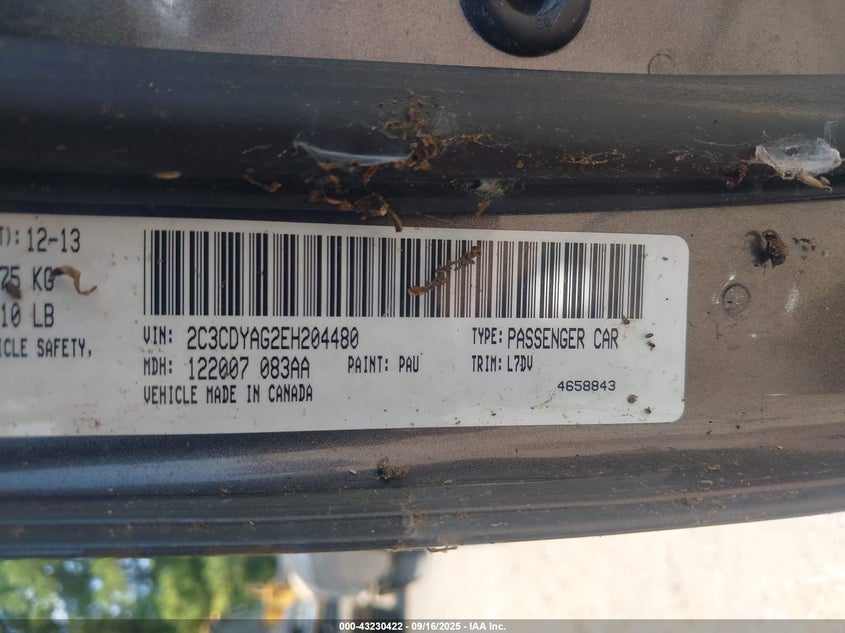 T): 12-13
75 KG
10 LB
ICLE SAFETY,
VIN: 2C3CDYAG2EH204480
TYPE: PASSENGER CAR
MDH: 122007 083AA
PAINT: PAU
TRIM: L7DV
VEHICLE MADE IN CANADA
4658843
000-43230422 - 09/16/2025 - IAA Inc.